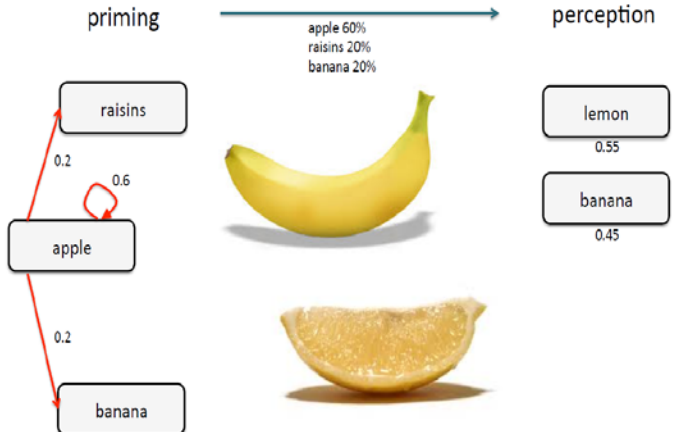 priming
apple 60%
raisins 20%
banana 20%
perception
raisins
0.2
0.6
apple
0.2
banana
lemon
0.55
banana
0.45